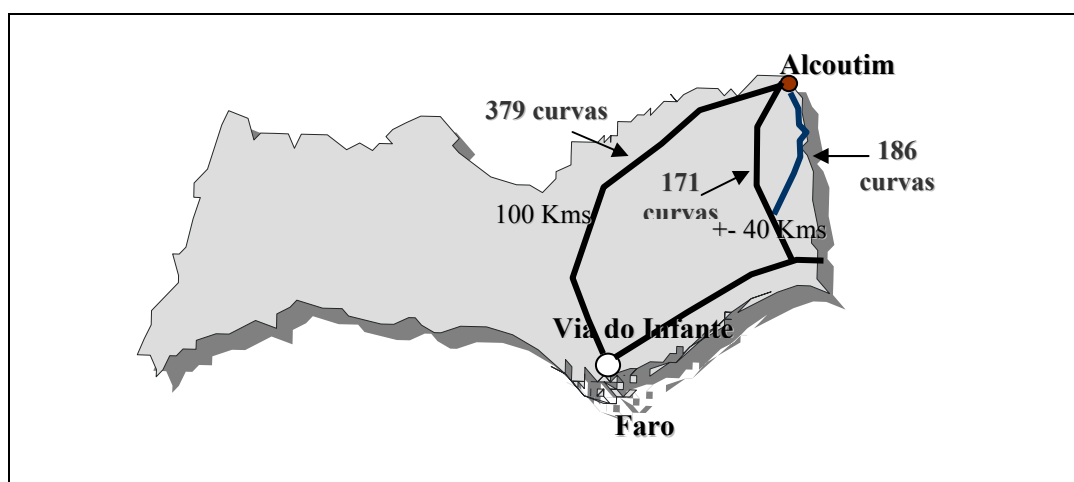 Alcoutim
379 curvas
186
curvas
171
curvas
100 Kms
+- 40 Kms
Via do Infante
Faro